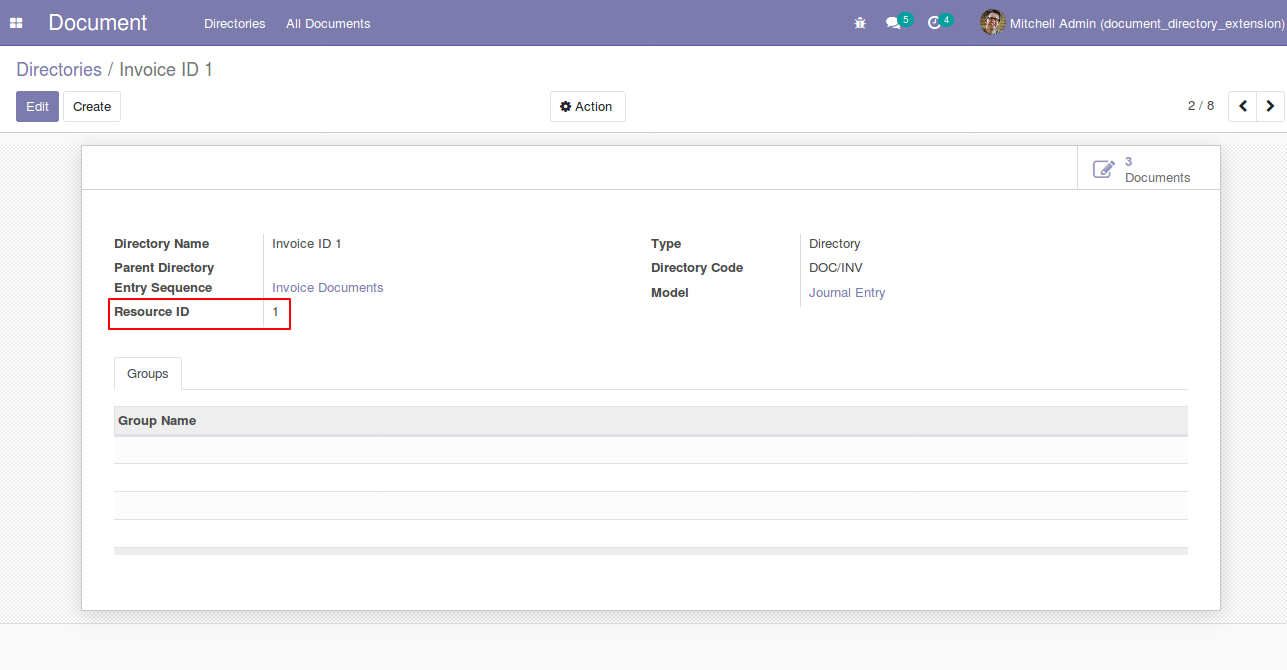 Document Directories All Documents 5 4 Mitchell Admin (document_directory_extension)
Directories / Invoice ID 1
Edit Create Action 2 / 8
3
Documents
Directory Name Invoice ID 1 Type Directory
Parent Directory Directory Code DOC/INV
Entry Sequence Invoice Documents Model Journal Entry
Resource ID 1
Groups
Group Name